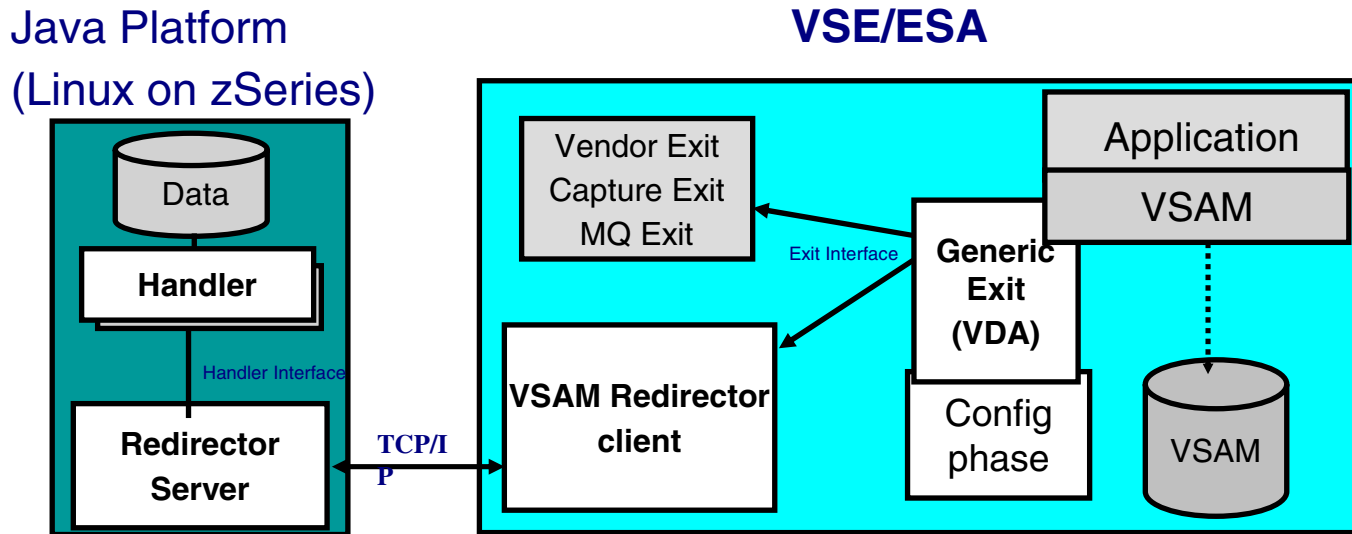 Java Platform
(Linux on zSeries)
VSE/ESA
Data
Handler
Handler Interface
Redirector
Server
TCP/I
P
Vendor Exit
Capture Exit
MQ Exit
Exit Interface
VSAM Redirector
client
Generic
Exit
(VDA)
Config
phase
Application
VSAM
VSAM